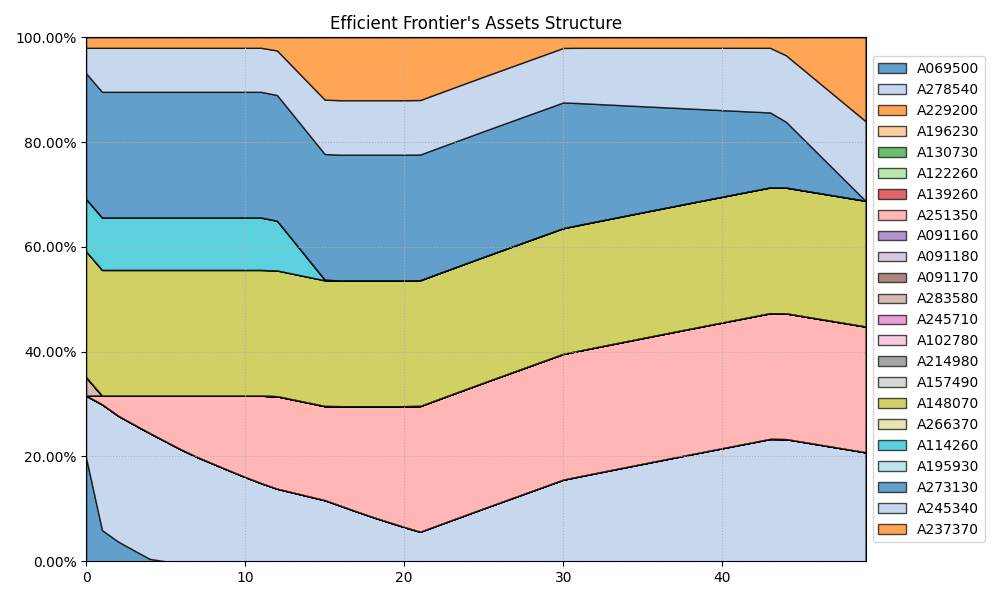 Efficient Frontier's Assets Structure
100.00%
80.00%
60.00%
40.00%
20.00%
0.00%
0
10
20
30
40
A069500
A278540
A229200
A196230
A130730
A122260
A139260
A251350
A091160
A091180
A091170
A283580
A245710
A102780
A214980
A157490
A148070
A266370
A114260
A195930
A273130
A245340
A237370